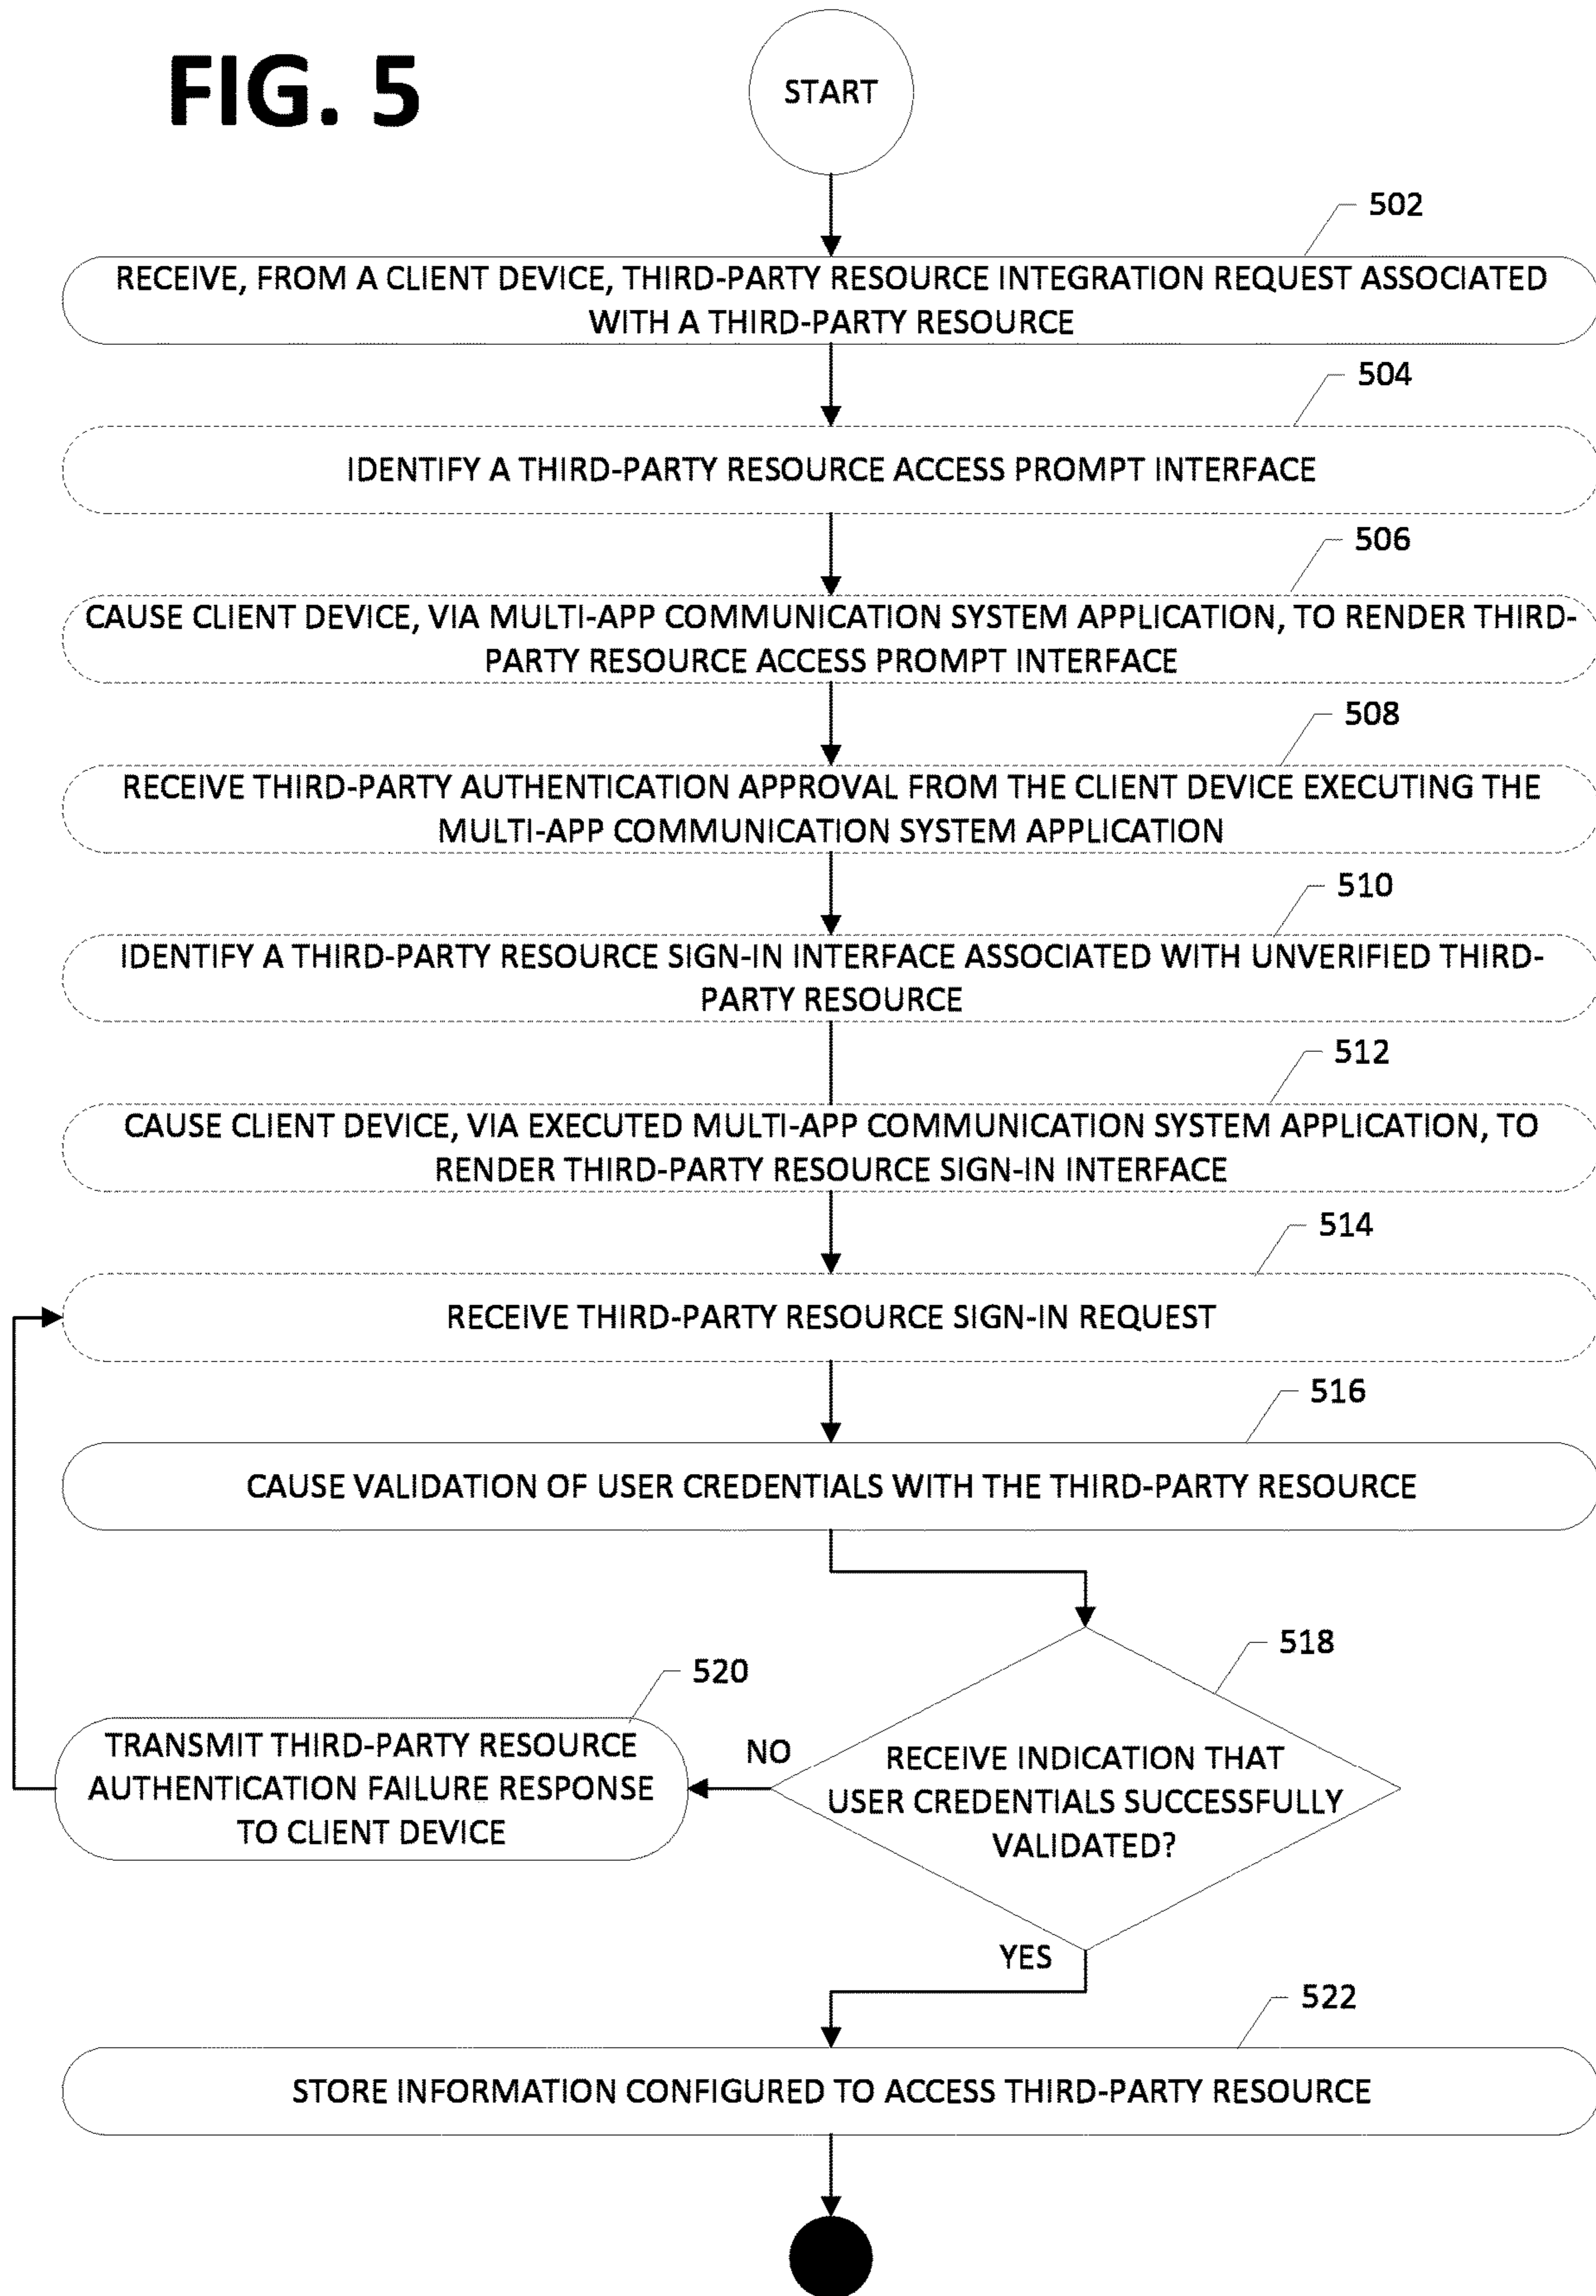 FIG. 5
START
502
RECEIVE, FROM A CLIENT DEVICE, THIRD-PARTY RESOURCE INTEGRATION REQUEST ASSOCIATED
WITH A THIRD-PARTY RESOURCE
504
IDENTIFY A THIRD-PARTY RESOURCE ACCESS PROMPT INTERFACE
506
CAUSE CLIENT DEVICE, VIA MULTI-APP COMMUNICATION SYSTEM APPLICATION, TO RENDER THIRD-
PARTY RESOURCE ACCESS PROMPT INTERFACE
508
RECEIVE THIRD-PARTY AUTHENTICATION APPROVAL FROM THE CLIENT DEVICE EXECUTING THE
MULTI-APP COMMUNICATION SYSTEM APPLICATION
510
IDENTIFY A THIRD-PARTY RESOURCE SIGN-IN INTERFACE ASSOCIATED WITH UNVERIFIED THIRD-
PARTY RESOURCE
512
CAUSE CLIENT DEVICE, VIA EXECUTED MULTI-APP COMMUNICATION SYSTEM APPLICATION, TO
RENDER THIRD-PARTY RESOURCE SIGN-IN INTERFACE
514
RECEIVE THIRD-PARTY RESOURCE SIGN-IN REQUEST
516
CAUSE VALIDATION OF USER CREDENTIALS WITH THE THIRD-PARTY RESOURCE
518
RECEIVE INDICATION THAT
USER CREDENTIALS SUCCESSFULLY
VALIDATED?
NO
520
TRANSMIT THIRD-PARTY RESOURCE
AUTHENTICATION FAILURE RESPONSE
TO CLIENT DEVICE
YES
522
STORE INFORMATION CONFIGURED TO ACCESS THIRD-PARTY RESOURCE